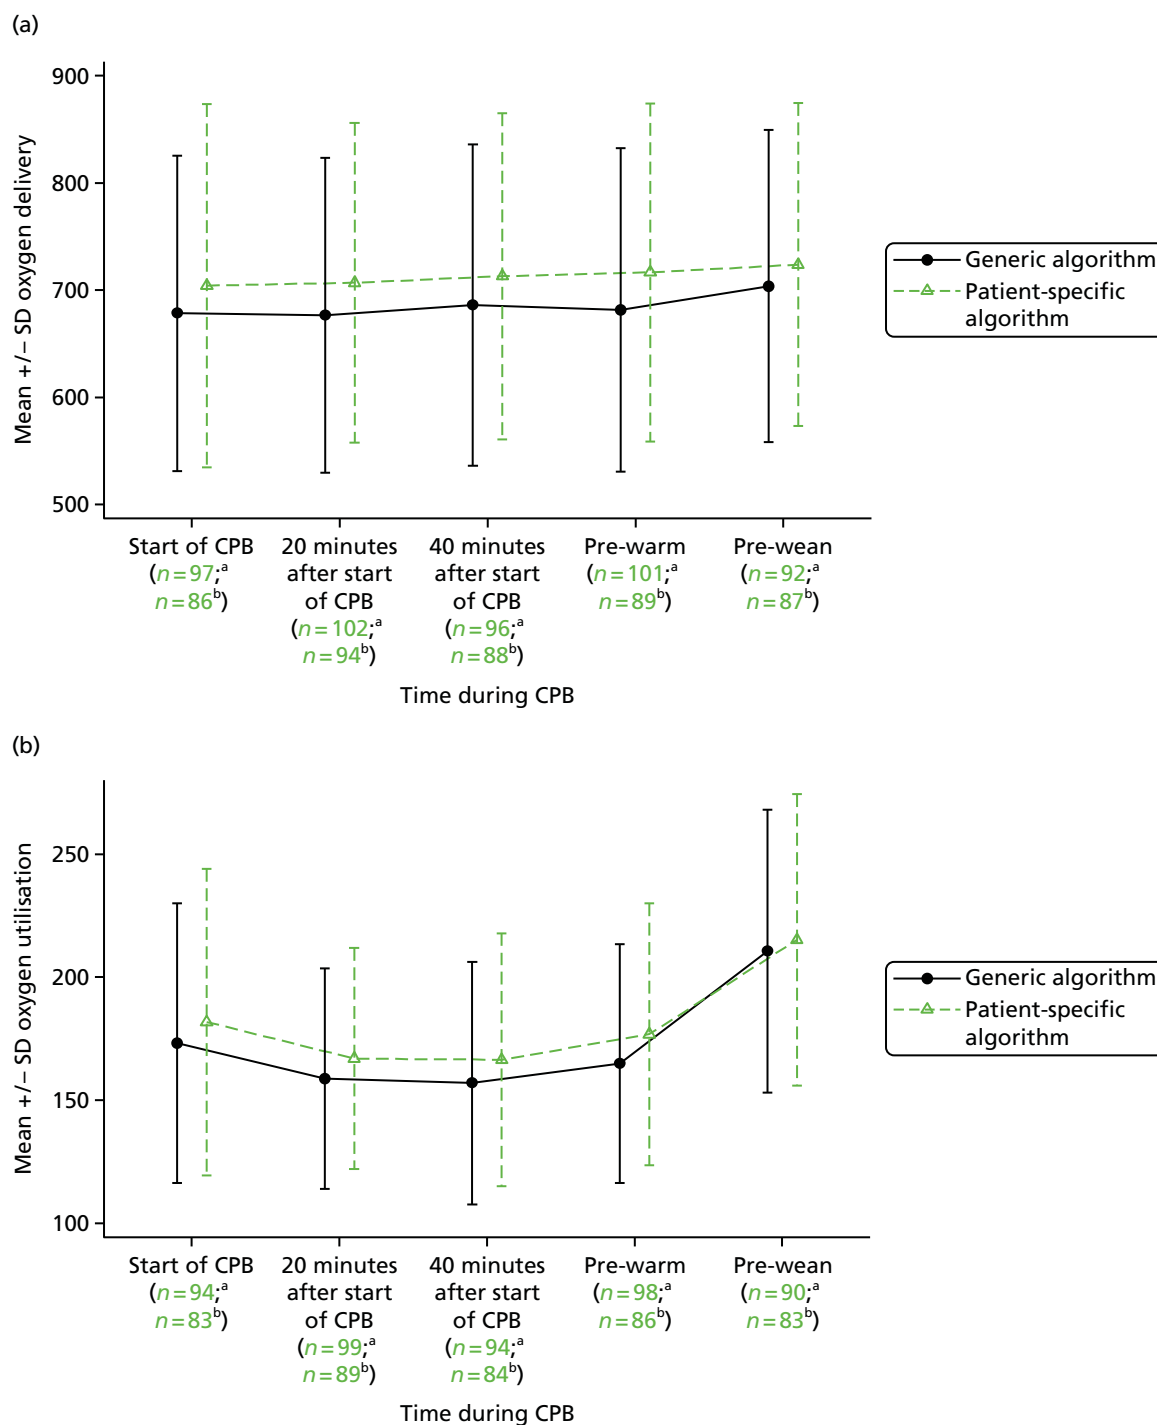 (a)
900
800
700
600
500
Mean +/− SD oxygen delivery
Start of CPB
(n=97;a
n=86b)
20 minutes
after start
of CPB
(n=102;a
n=94b)
40 minutes
after start
of CPB
(n=96;a
n=88b)
Pre-warm
(n=101;a
n=89b)
Pre-wean
(n=92;a
n=87b)
Time during CPB
Generic algorithm
Patient-specific
algorithm
(b)
250
200
150
100
Mean +/− SD oxygen utilisation
Start of CPB
(n=94;a
n=83b)
20 minutes
after start
of CPB
(n=99;a
n=89b)
40 minutes
after start
of CPB
(n=94;a
n=84b)
Pre-warm
(n=98;a
n=86b)
Pre-wean
(n=90;a
n=83b)
Time during CPB
Generic algorithm
Patient-specific
algorithm